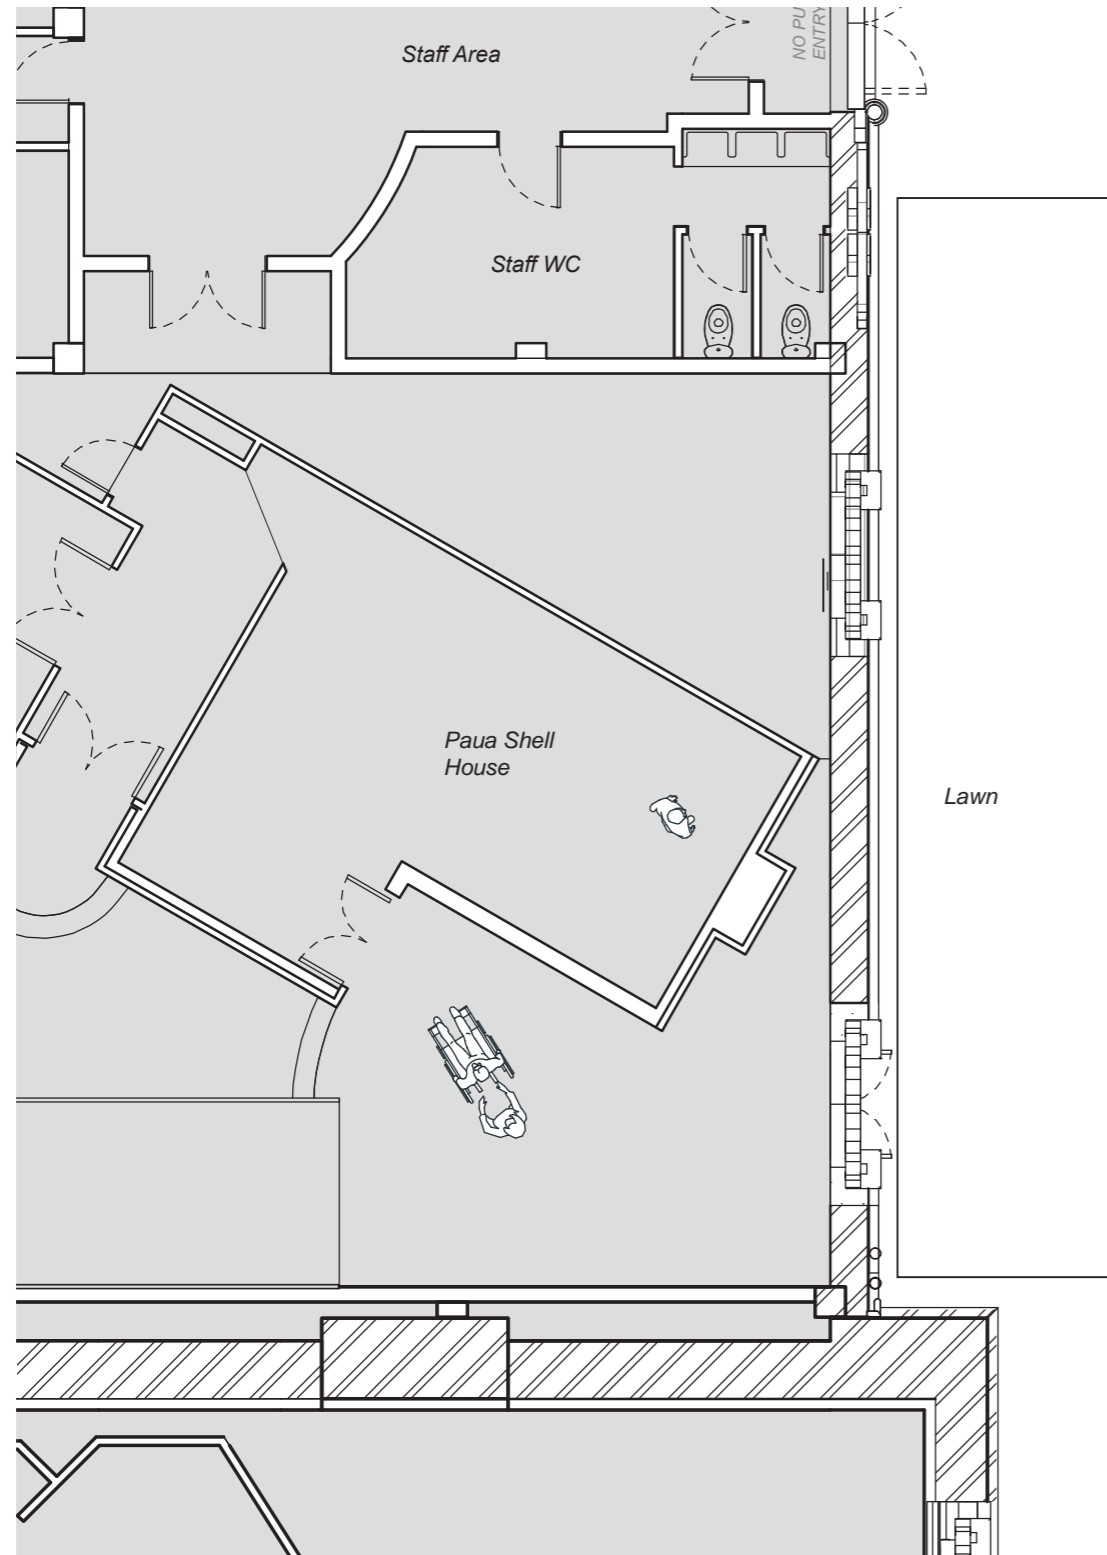 Staff Area
NO PU
ENTRY
Staff WC
Paua Shell
House
Lawn